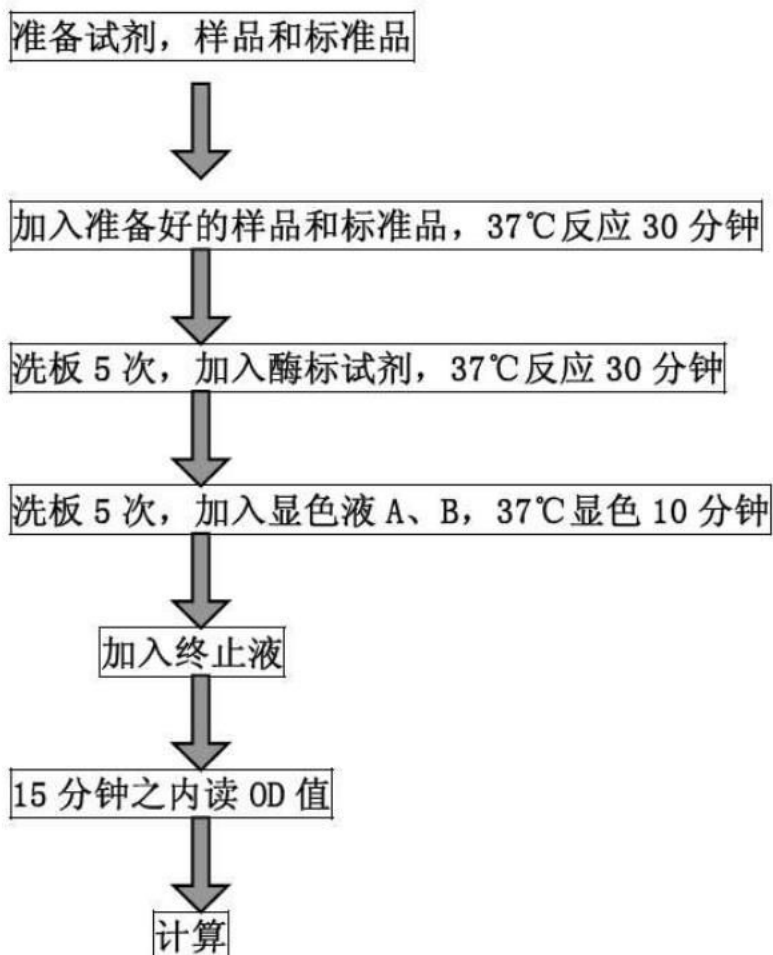 准备试剂，样品和标准品
加入准备好的样品和标准品，37℃反应 30 分钟
洗板 5 次，加入酶标试剂，37℃反应 30 分钟
洗板 5 次，加入显色液 A、B，37℃显色 10 分钟
加入终止液
15 分钟之内读 OD 值
计算